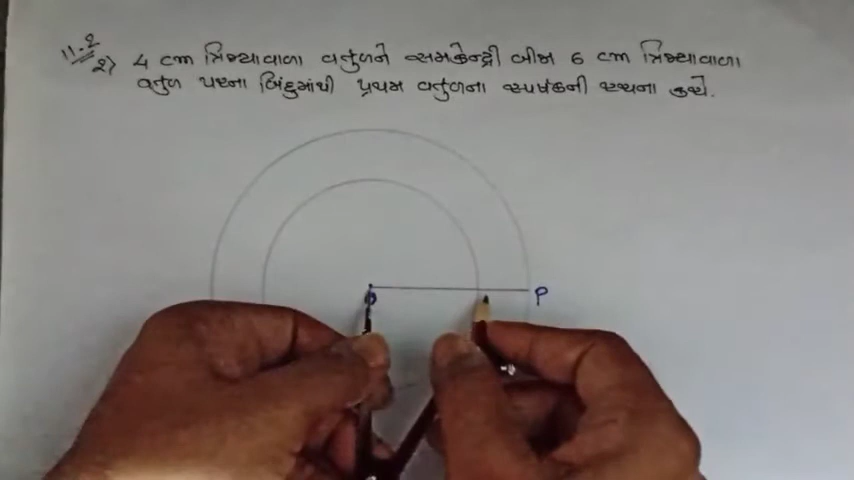 11.2
2) 4 cm ત્રિજ્યાવાળા વર્તુળને સમકેન્દ્રી બીજા 6 cm ત્રિજ્યાવાળા
વર્તુળ પરના બિંદુમાંથી પ્રથમ વર્તુળના સ્પર્શકની રચના કરો.
P